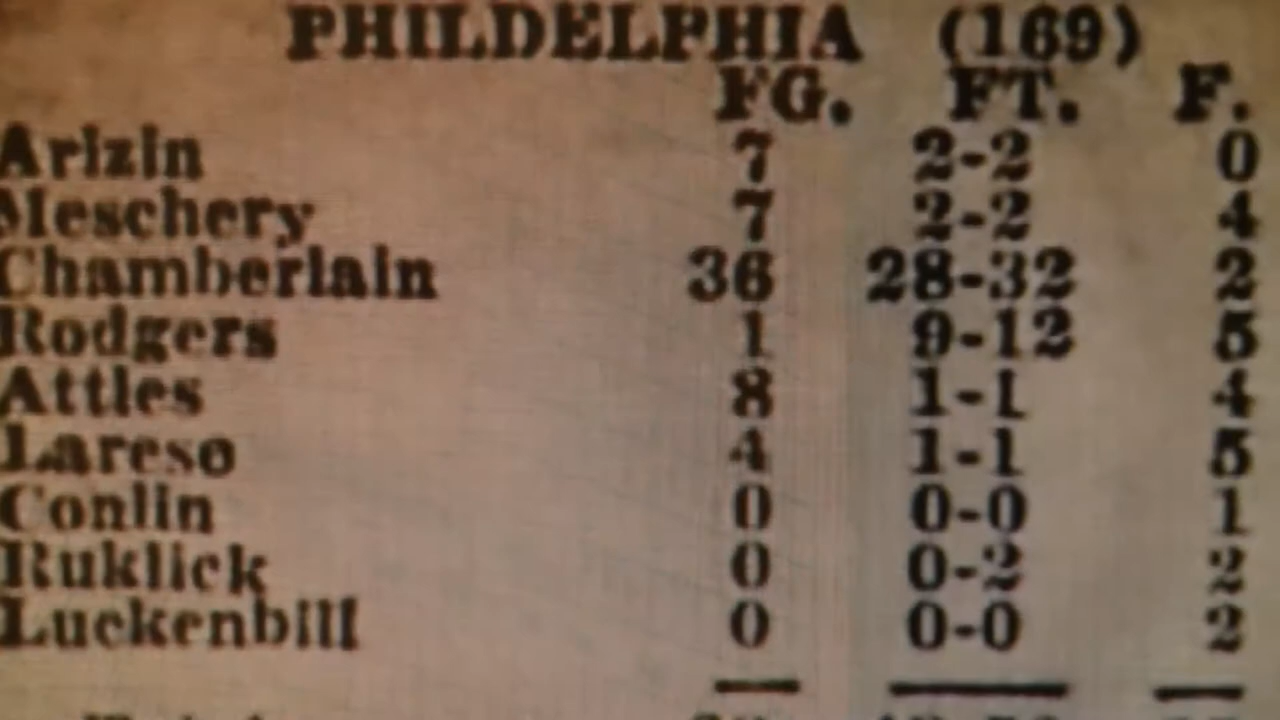 PHILDELPHIA (169)
FG. FT. F.
Arizin 7 2-2 0
Meschery 7 2-2 4
Chamberlain 36 28-32 2
Rodgers 1 9-12 5
Attles 8 1-1 4
Lareso 4 1-1 5
Conlin 0 0-0 1
Ruklick 0 0-2 2
Luckenbill 0 0-0 2